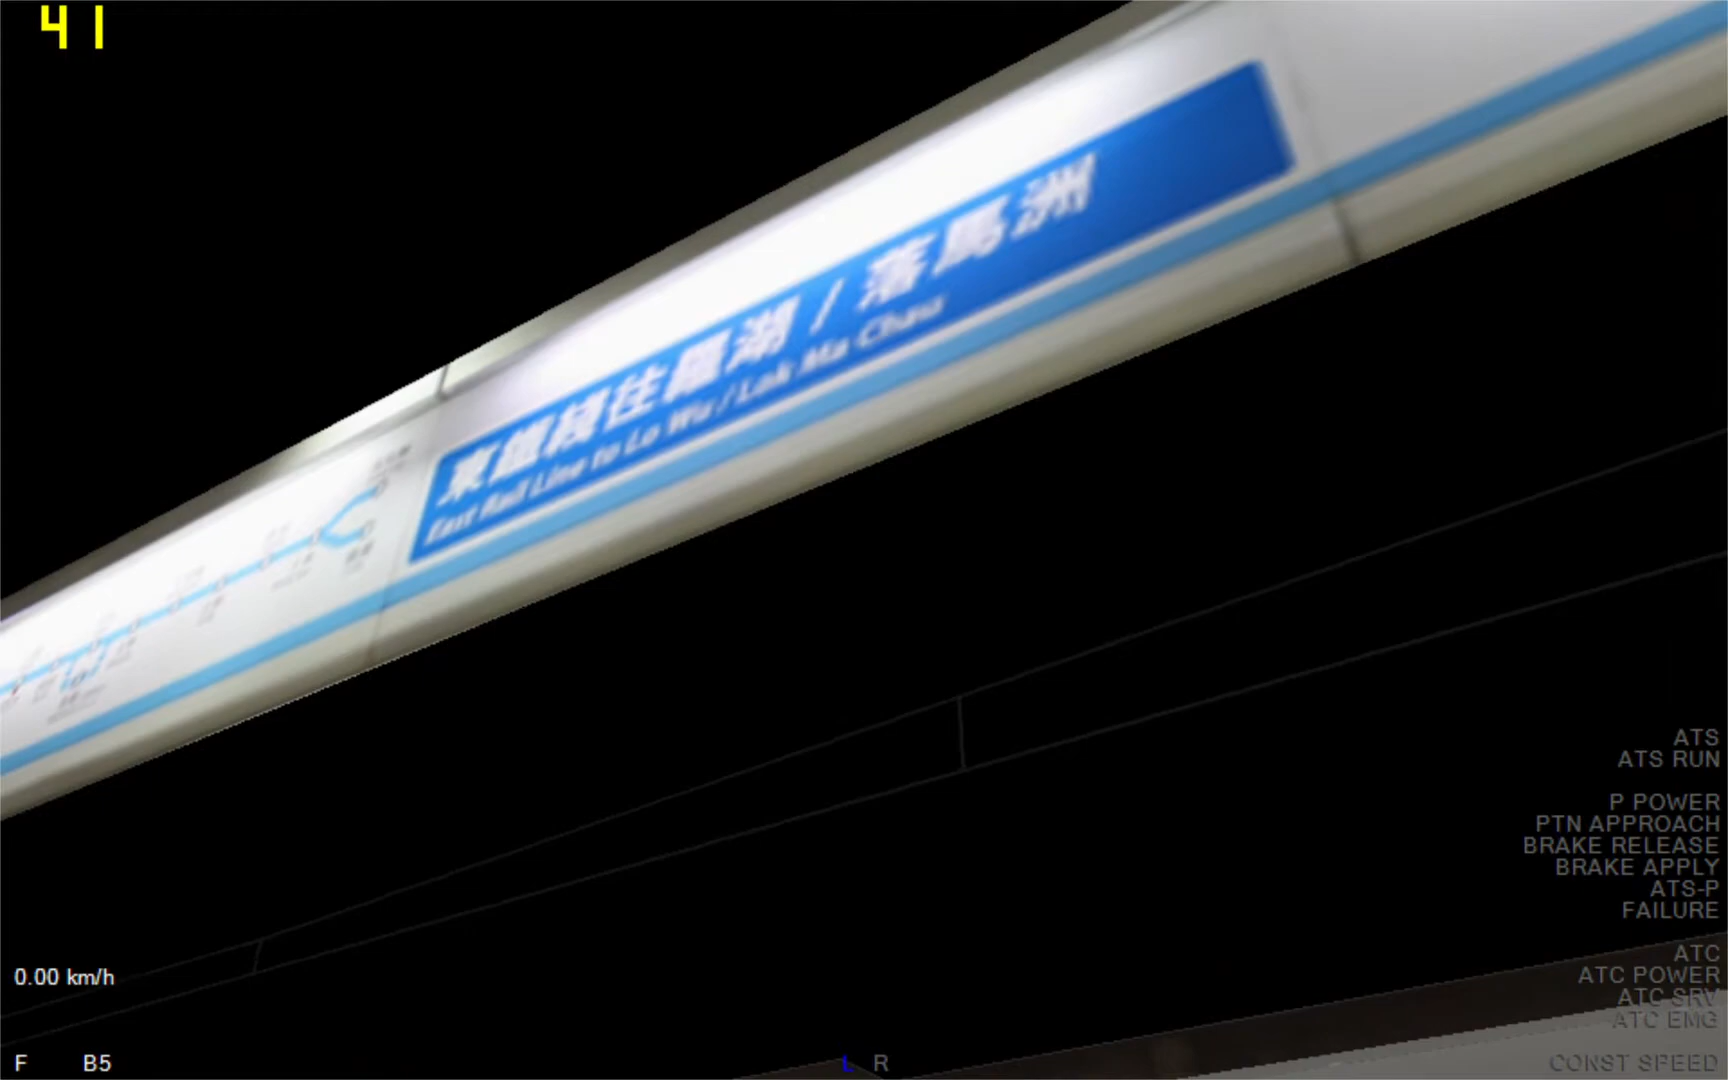 41
東鐵綫往羅湖 / 落馬洲
East Rail Line to Lo Wu / Lok Ma Chau
ATS
ATS RUN
P POWER
PTN APPROACH
BRAKE RELEASE
BRAKE APPLY
ATS-P
FAILURE
ATC
ATC POWER
ATC SRV
ATC EMG
0.00 km/h
F B5 L R CONST SPEED